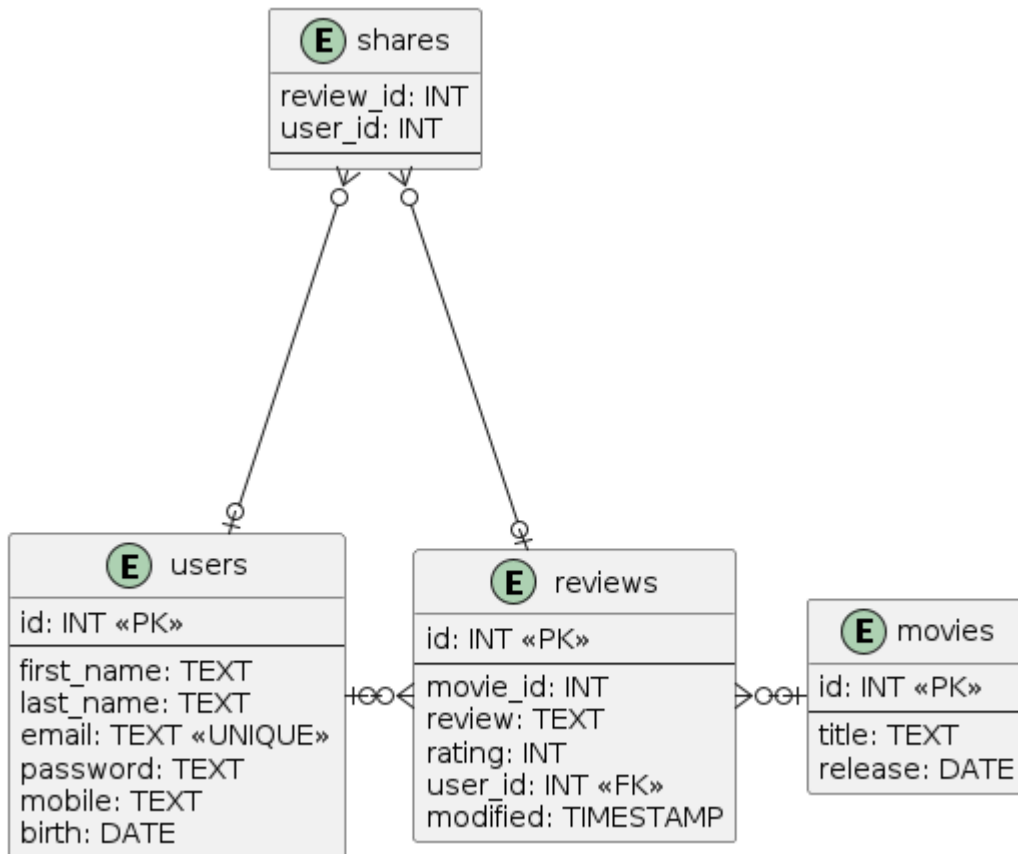 E shares
review_id: INT
user_id: INT
E users
id: INT «PK»
first_name: TEXT
last_name: TEXT
email: TEXT «UNIQUE»
password: TEXT
mobile: TEXT
birth: DATE
E reviews
id: INT «PK»
movie_id: INT
review: TEXT
rating: INT
user_id: INT «FK»
modified: TIMESTAMP
E movies
id: INT «PK»
title: TEXT
release: DATE